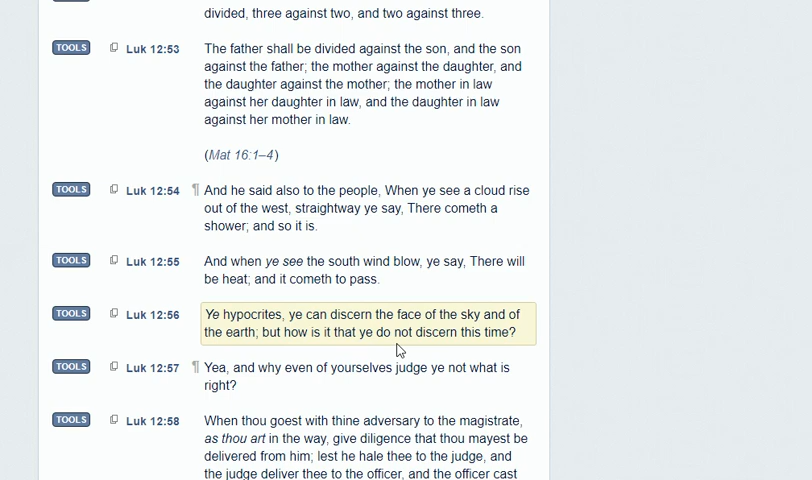 divided, three against two, and two against three.
TOOLS Luk 12:53 The father shall be divided against the son, and the son
against the father; the mother against the daughter, and
the daughter against the mother; the mother in law
against her daughter in law, and the daughter in law
against her mother in law.
(Mat 16:1–4)
TOOLS Luk 12:54 ¶ And he said also to the people, When ye see a cloud rise
out of the west, straightway ye say, There cometh a
shower; and so it is.
TOOLS Luk 12:55 And when ye see the south wind blow, ye say, There will
be heat; and it cometh to pass.
TOOLS Luk 12:56 Ye hypocrites, ye can discern the face of the sky and of
the earth; but how is it that ye do not discern this time?
TOOLS Luk 12:57 ¶ Yea, and why even of yourselves judge ye not what is
right?
TOOLS Luk 12:58 When thou goest with thine adversary to the magistrate,
as thou art in the way, give diligence that thou mayest be
delivered from him; lest he hale thee to the judge, and
the judge deliver thee to the officer, and the officer cast